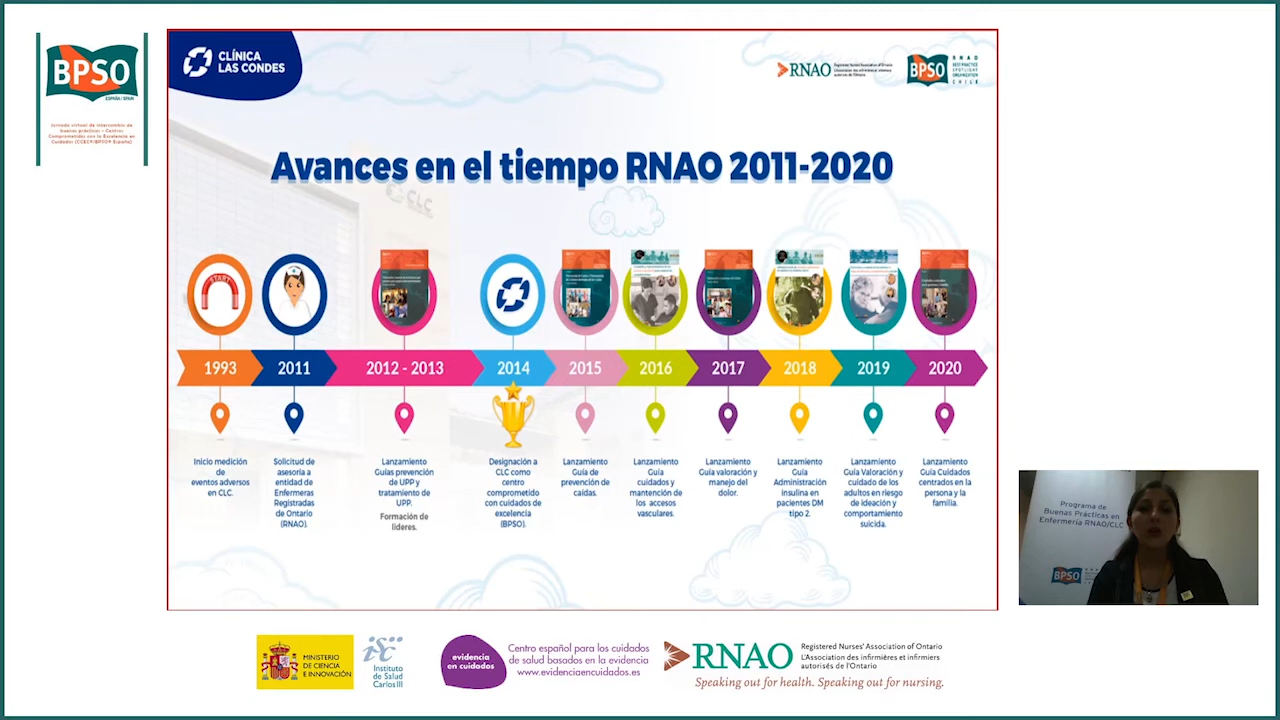 BPSO
ESPAÑA / SPAIN
Jornada virtual de intercambio de
buenas prácticas - Centros
Comprometidos con la Excelencia en
Cuidados (CCEC®/BPSO® España)
CLÍNICA
LAS CONDES
RNAO
Registered Nurses' Association of Ontario
L'Association des infirmières et infirmiers
autorisés de l'Ontario
BPSO
RNAO
BEST PRACTICE
SPOTLIGHT
ORGANIZATION
CHILE
Avances en el tiempo RNAO 2011-2020
CLC
START
1993
2011
2012 - 2013
2014
2015
2016
2017
2018
2019
2020
Inicio medición
de
eventos adversos
en CLC.
Solicitud de
asesoría a
entidad de
Enfermeras
Registradas
de Ontario
(RNAO).
Lanzamiento
Guías prevención
de UPP y
tratamiento de
UPP.
Formación de
líderes.
Designación a
CLC como
centro
comprometido
con cuidados de
excelencia
(BPSO).
Lanzamiento
Guía de
prevención de
caídas.
Lanzamiento
Guía
cuidados y
mantención de
los accesos
vasculares.
Lanzamiento
Guía valoración y
manejo del
dolor.
Lanzamiento
Guía
Administración
insulina en
pacientes DM
tipo 2.
Lanzamiento
Guía Valoración y
cuidado de los
adultos en riesgo
de ideación y
comportamiento
suicida.
Lanzamiento
Guía Cuidados
centrados en la
persona y la
familia.
Programa de
Buenas Prácticas en
Enfermería RNAO/CLC
BPSO
MINISTERIO
DE CIENCIA
E INNOVACIÓN
Instituto
de Salud
Carlos III
evidencia
en cuidados
Centro español para los cuidados
de salud basados en la evidencia
www.evidenciaencuidados.es
RNAO
Registered Nurses' Association of Ontario
L'Association des infirmières et infirmiers
autorisés de l'Ontario
Speaking out for health. Speaking out for nursing.